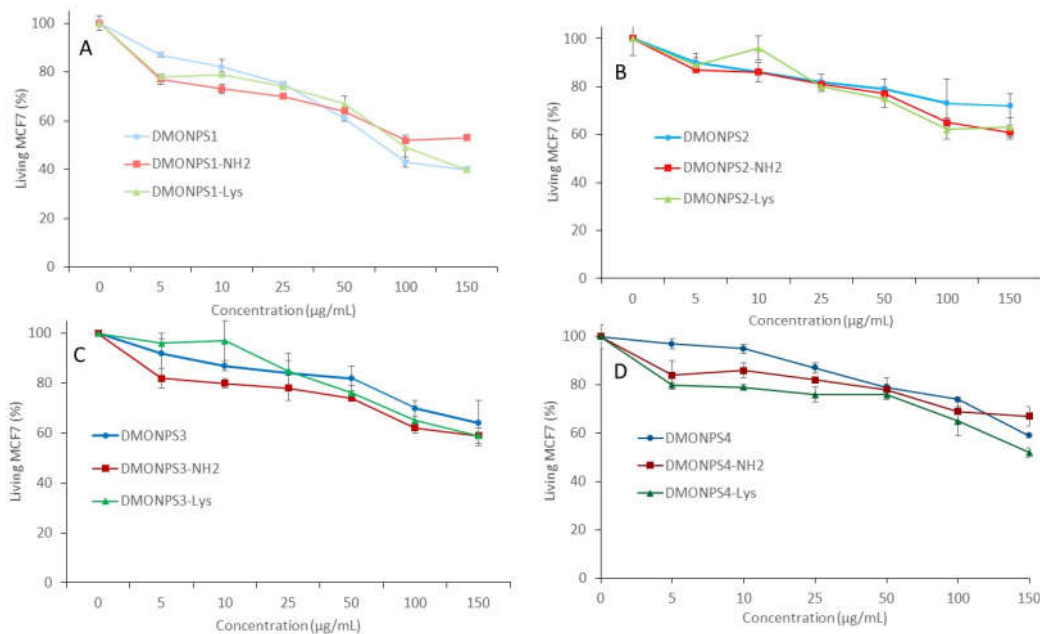 A
100
80
60
40
20
0
Living MCF7 (%)
DMONPS1
DMONPS1-NH2
DMONPS1-Lys
0 5 10 25 50 100 150
Concentration (µg/mL)
B
100
80
60
40
20
0
Living MCF7 (%)
DMONPS2
DMONPS2-NH2
DMONPS2-Lys
0 5 10 25 50 100 150
Concentration (µg/mL)
C
100
80
60
40
20
0
Living MCF7 (%)
DMONPS3
DMONPS3-NH2
DMONPS3-Lys
0 5 10 25 50 100 150
Concentration (µg/mL)
D
100
80
60
40
20
0
Living MCF7 (%)
DMONPS4
DMONPS4-NH2
DMONPS4-Lys
0 5 10 25 50 100 150
Concentration (µg/mL)